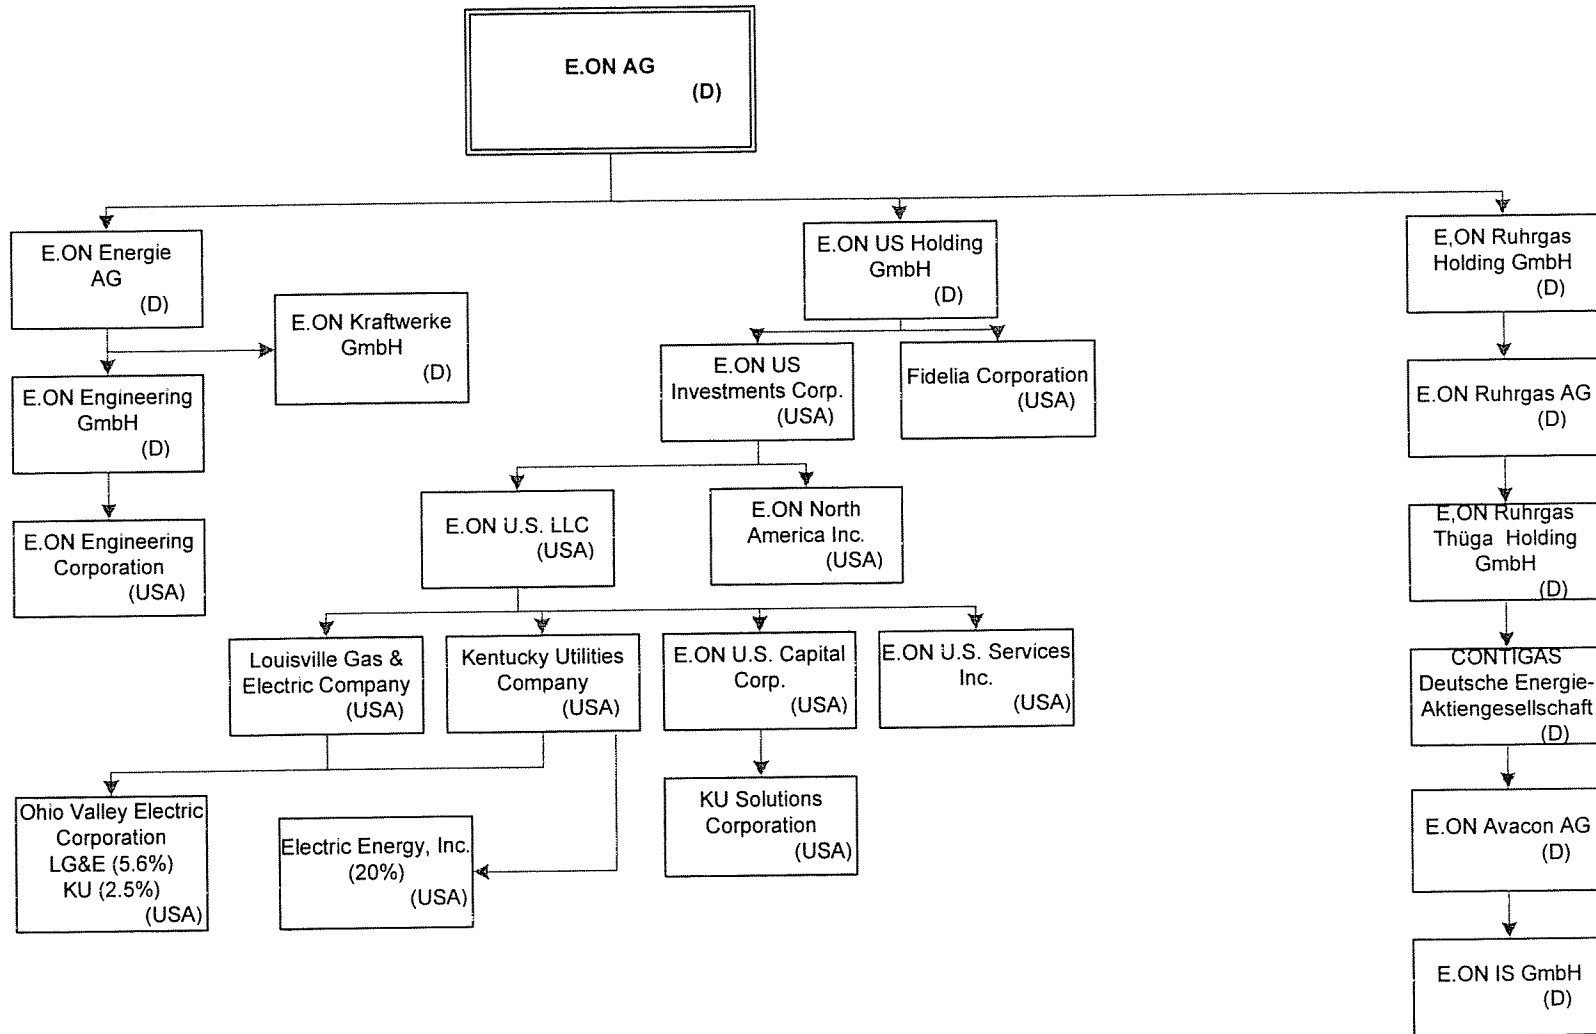 E.ON AG
(D)
E.ON Energie
AG
(D)
E.ON Kraftwerke
GmbH
(D)
E.ON Engineering
GmbH
(D)
E.ON Engineering
Corporation
(USA)
E.ON US Holding
GmbH
(D)
E.ON US
Investments Corp.
(USA)
Fidelia Corporation
(USA)
E.ON U.S. LLC
(USA)
E.ON North
America Inc.
(USA)
Louisville Gas &
Electric Company
(USA)
Kentucky Utilities
Company
(USA)
E.ON U.S. Capital
Corp.
(USA)
E.ON U.S. Services
Inc.
(USA)
Ohio Valley Electric
Corporation
LG&E (5.6%)
KU (2.5%)
(USA)
Electric Energy, Inc.
(20%)
(USA)
KU Solutions
Corporation
(USA)
E,ON Ruhrgas
Holding GmbH
(D)
E.ON Ruhrgas AG
(D)
E,ON Ruhrgas
Thüga Holding
GmbH
(D)
CONTIGAS
Deutsche Energie-
Aktiengesellschaft
(D)
E.ON Avacon AG
(D)
E.ON IS GmbH
(D)